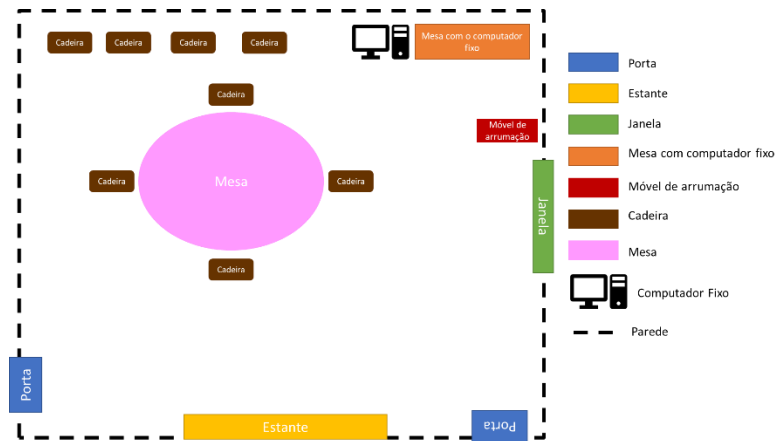 Cadeira
Cadeira
Cadeira
Cadeira
Mesa com o computador
fixo
Cadeira
Móvel de
arrumação
Cadeira
Mesa
Cadeira
Janela
Cadeira
Porta
Estante
Porta
Porta
Estante
Janela
Mesa com computador fixo
Móvel de arrumação
Cadeira
Mesa
Computador Fixo
Parede